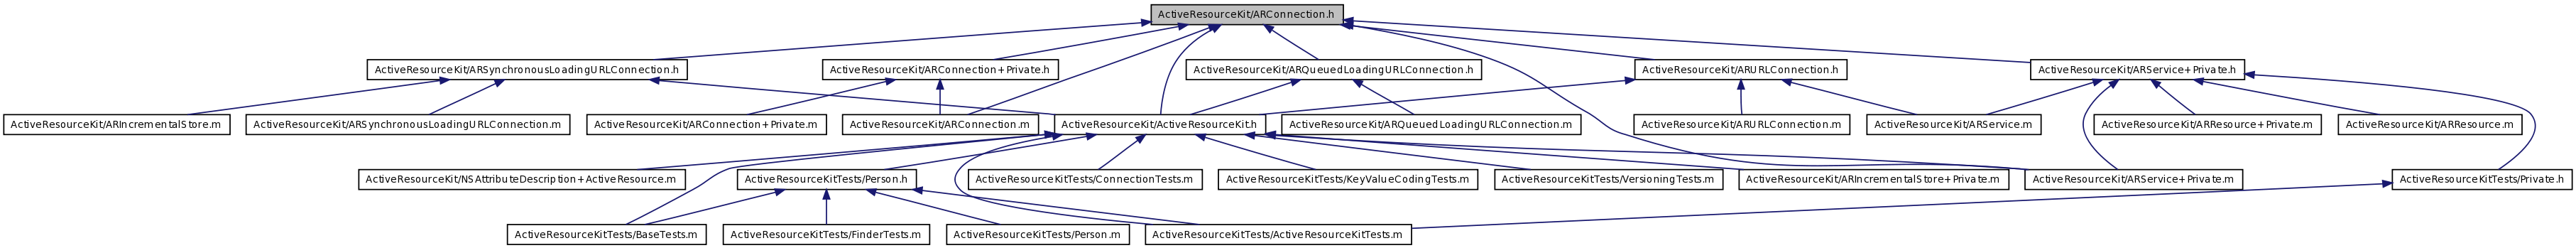 ActiveResourceKit/ARConnection.h
ActiveResourceKit/ARSynchronousLoadingURLConnection.h
ActiveResourceKit/ARConnection+Private.h
ActiveResourceKit/ARQueuedLoadingURLConnection.h
ActiveResourceKit/ARURLConnection.h
ActiveResourceKit/ARService+Private.h
ActiveResourceKit/ARIncrementalStore.m
ActiveResourceKit/ARSynchronousLoadingURLConnection.m
ActiveResourceKit/ARConnection+Private.m
ActiveResourceKit/ARConnection.m
ActiveResourceKit/ActiveResourceKit.h
ActiveResourceKit/ARQueuedLoadingURLConnection.m
ActiveResourceKit/ARURLConnection.m
ActiveResourceKit/ARService.m
ActiveResourceKit/ARResource+Private.m
ActiveResourceKit/ARResource.m
ActiveResourceKit/NSAttributeDescription+ActiveResource.m
ActiveResourceKitTests/Person.h
ActiveResourceKitTests/ConnectionTests.m
ActiveResourceKitTests/KeyValueCodingTests.m
ActiveResourceKitTests/VersioningTests.m
ActiveResourceKit/ARIncrementalStore+Private.m
ActiveResourceKit/ARService+Private.m
ActiveResourceKitTests/Private.h
ActiveResourceKitTests/BaseTests.m
ActiveResourceKitTests/FinderTests.m
ActiveResourceKitTests/Person.m
ActiveResourceKitTests/ActiveResourceKitTests.m